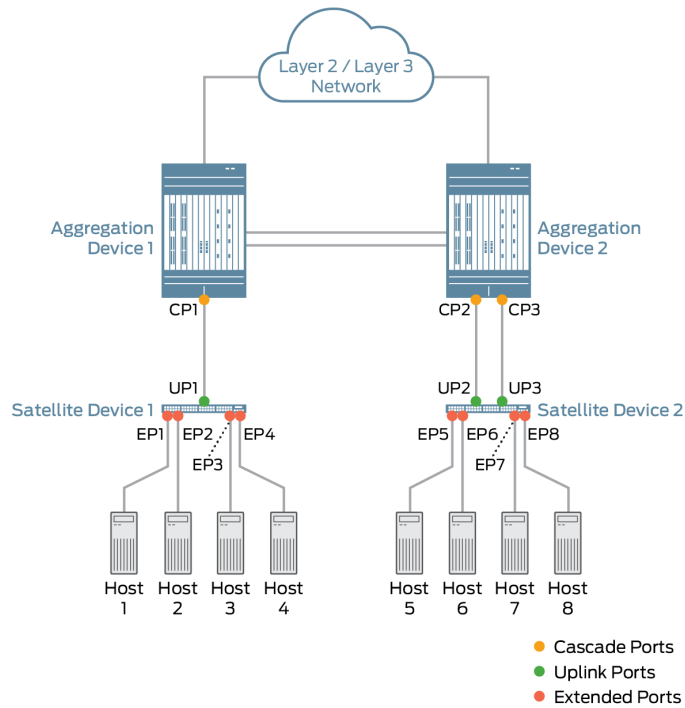 Layer 2 / Layer 3
Network
Aggregation
Device 1
Aggregation
Device 2
CP1
CP2
CP3
UP1
UP2
UP3
Satellite Device 1
Satellite Device 2
EP1
EP2
EP3
EP4
EP5
EP6
EP7
EP8
Host
1
Host
2
Host
3
Host
4
Host
5
Host
6
Host
7
Host
8
Cascade Ports
Uplink Ports
Extended Ports